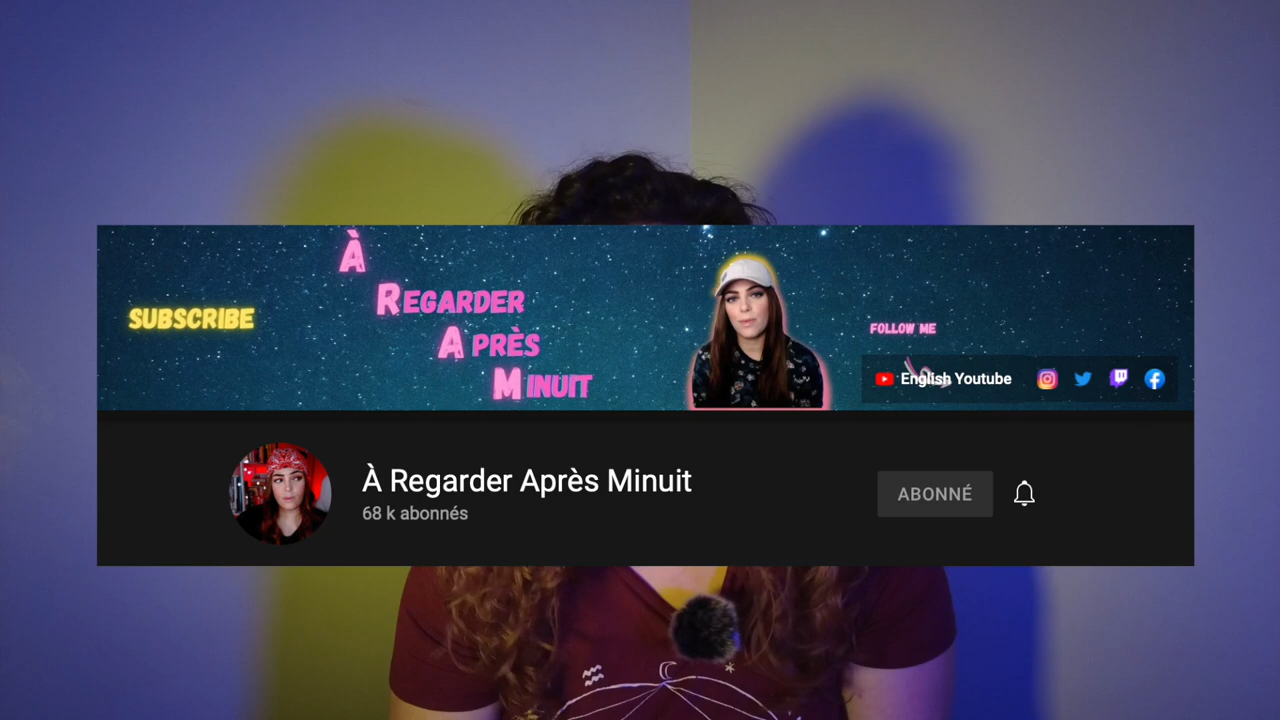 SUBSCRIBE
À
REGARDER
APRÈS
MINUIT
FOLLOW ME
English Youtube
À Regarder Après Minuit
68 k abonnés
ABONNÉ